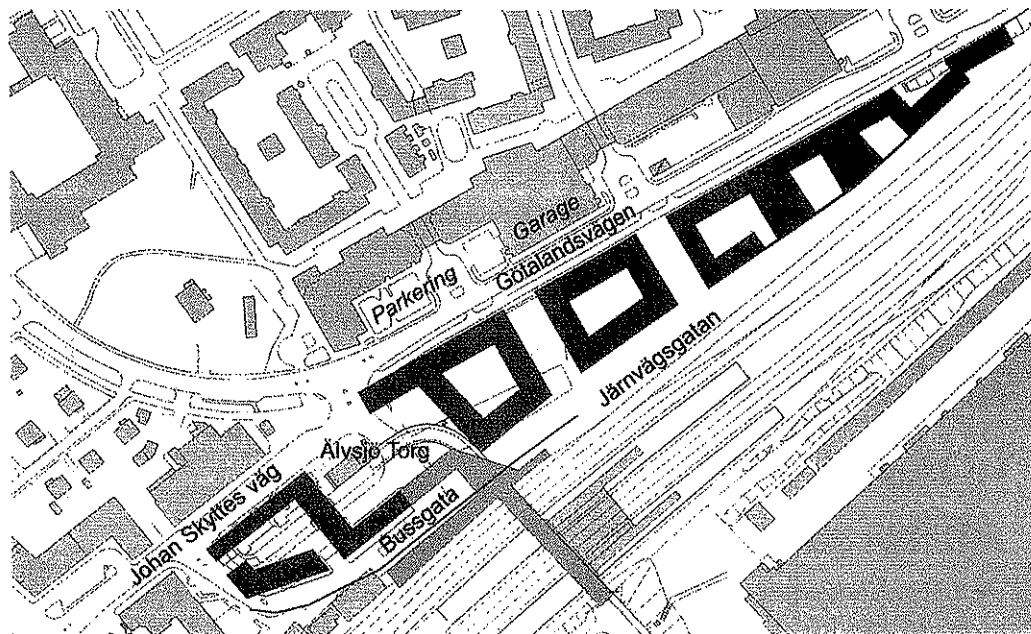 Garage
Götalandsvägen
Parkering
Järnvägsgatan
Älvsjö Torg
Bussgata
Johan Skyttes väg